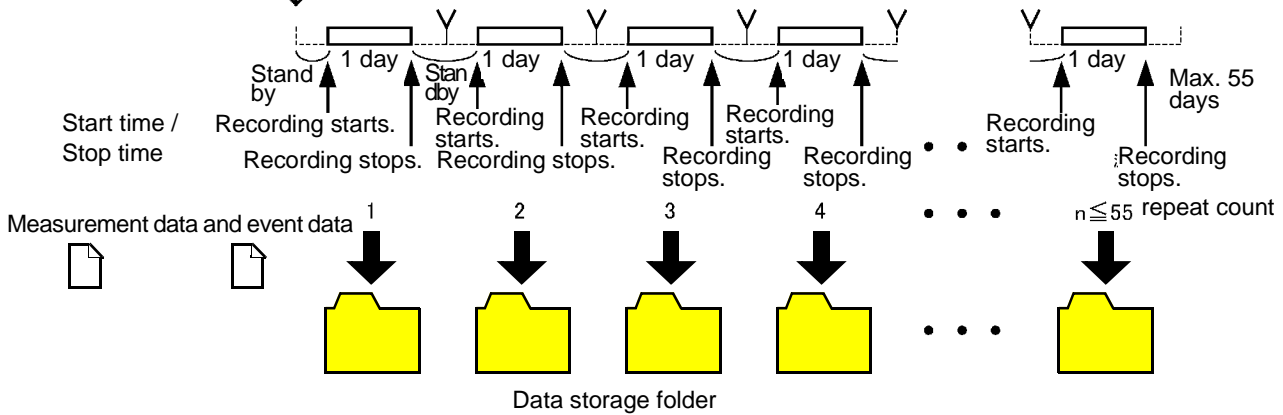 1 day
1 day
1 day
1 day
1 day
Stand
by
Stan
dby
Max. 55
days
Start time /
Stop time
Recording starts.
Recording stops.
Recording
starts.
Recording stops.
Recording
starts.
Recording
stops.
Recording
starts.
Recording
stops.
Recording
starts.
Recording
stops.
Measurement data and event data
1
2
3
4
n≦55 repeat count
Data storage folder